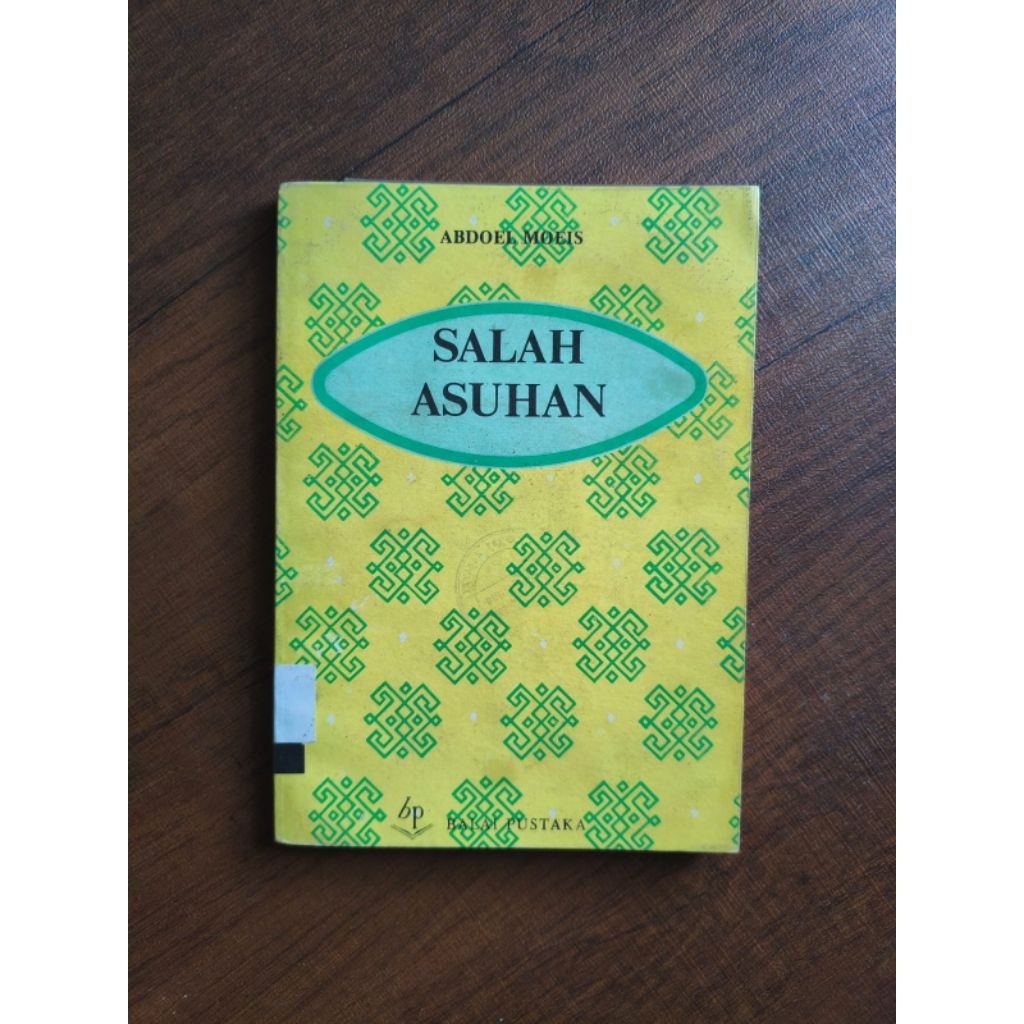 ABDOEL MOEIS
SALAH
ASUHAN
bp
BALAI PUSTAKA